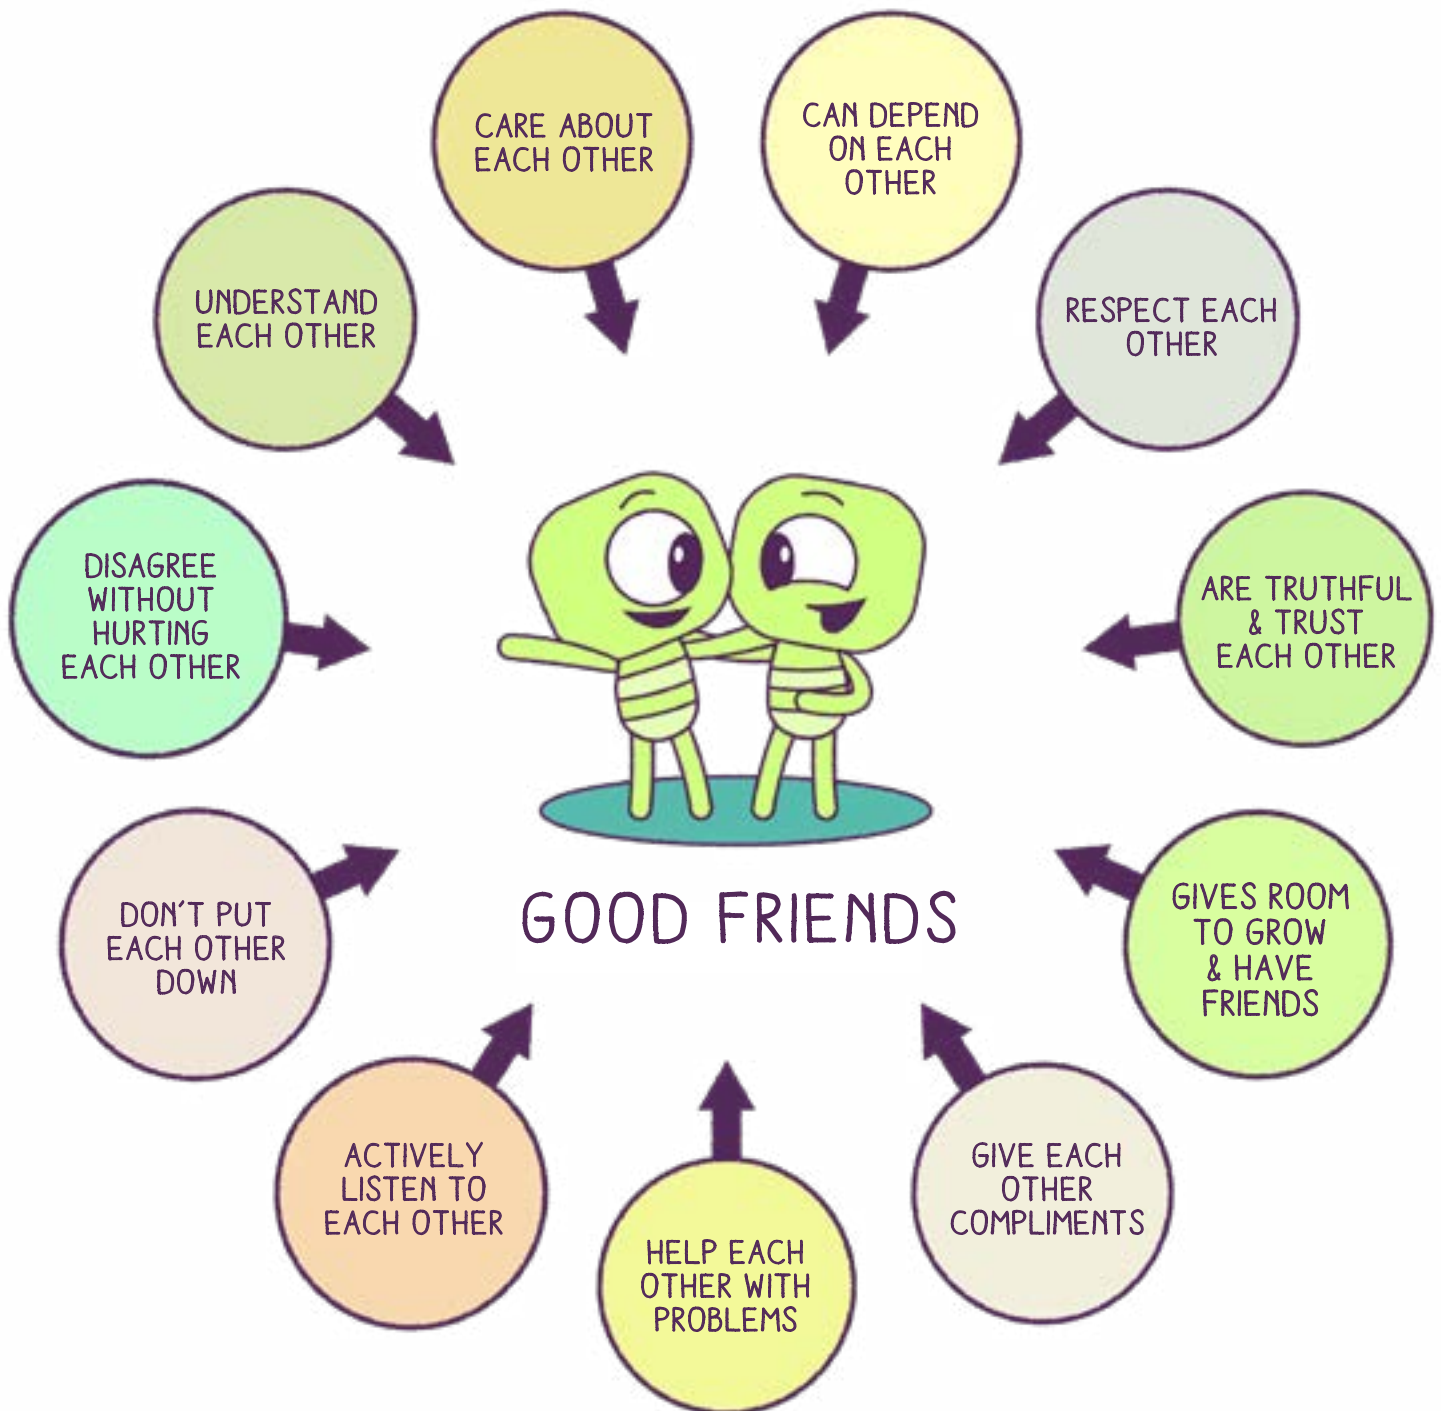 CARE ABOUT
EACH OTHER
CAN DEPEND
ON EACH
OTHER
RESPECT EACH
OTHER
ARE TRUTHFUL
& TRUST
EACH OTHER
GIVES ROOM
TO GROW
& HAVE
FRIENDS
GIVE EACH
OTHER
COMPLIMENTS
HELP EACH
OTHER WITH
PROBLEMS
ACTIVELY
LISTEN TO
EACH OTHER
DON'T PUT
EACH OTHER
DOWN
DISAGREE
WITHOUT
HURTING
EACH OTHER
UNDERSTAND
EACH OTHER
GOOD FRIENDS